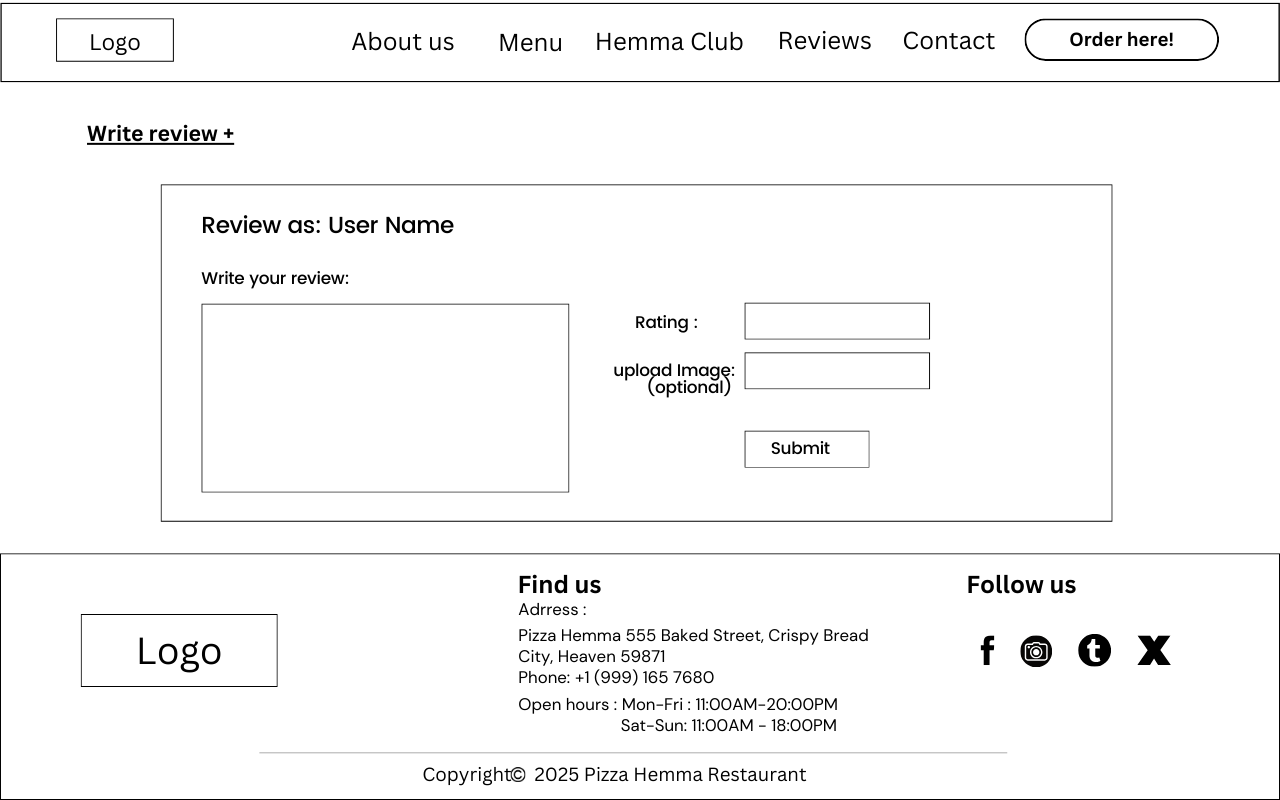 Logo
About us
Menu
Hemma Club
Reviews
Contact
Order here!
Write review +
Review as: User Name
Write your review:
Rating :
upload Image:
(optional)
Submit
Logo
Find us
Adrress :
Pizza Hemma 555 Baked Street, Crispy Bread
City, Heaven 59871
Phone: +1 (999) 165 7680
Open hours : Mon-Fri : 11:00AM-20:00PM
Sat-Sun: 11:00AM - 18:00PM
Follow us
f
t
X
Copyright© 2025 Pizza Hemma Restaurant